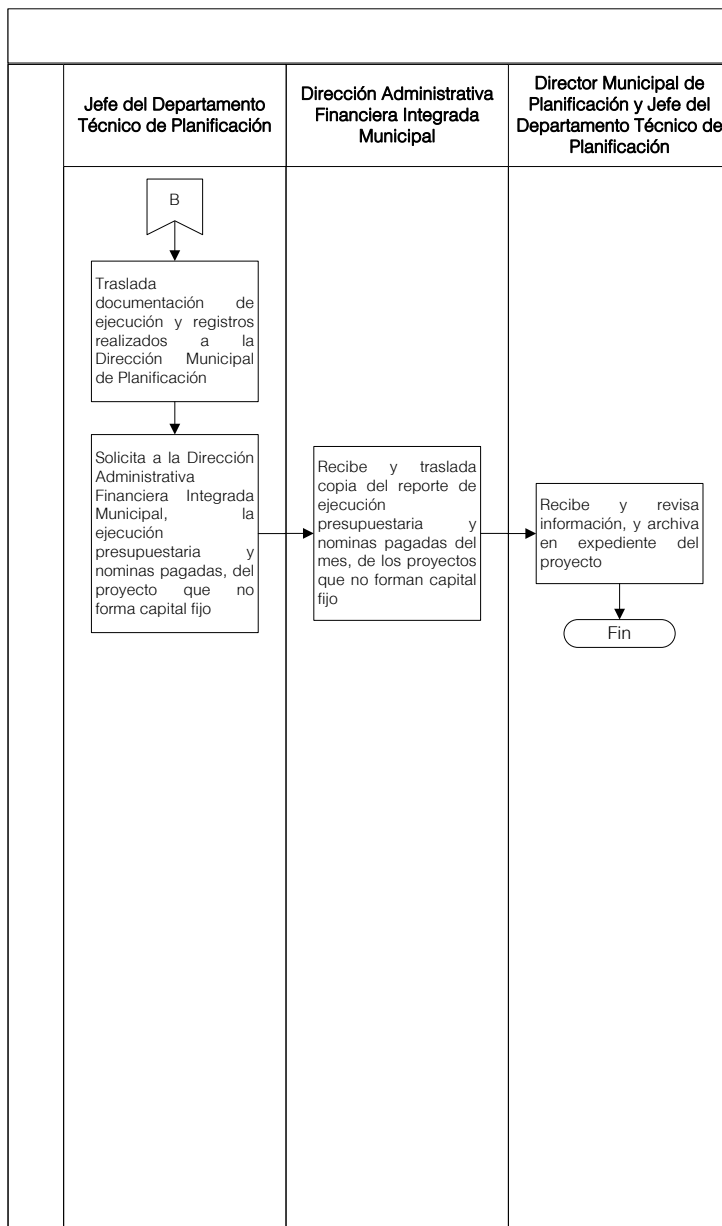 Jefe del Departamento
Técnico de Planificación
Dirección Administrativa
Financiera Integrada
Municipal
Director Municipal de
Planificación y Jefe del
Departamento Técnico de
Planificación
B
Traslada
documentación de
ejecución y registros
realizados a la
Dirección Municipal
de Planificación
Solicita a la Dirección
Administrativa
Financiera Integrada
Municipal, la
ejecución
presupuestaria y
nominas pagadas, del
proyecto que no
forma capital fijo
Recibe y traslada
copia del reporte de
ejecución
presupuestaria y
nominas pagadas del
mes, de los proyectos
que no forman capital
fijo
Recibe y revisa
información, y archiva
en expediente del
proyecto
Fin